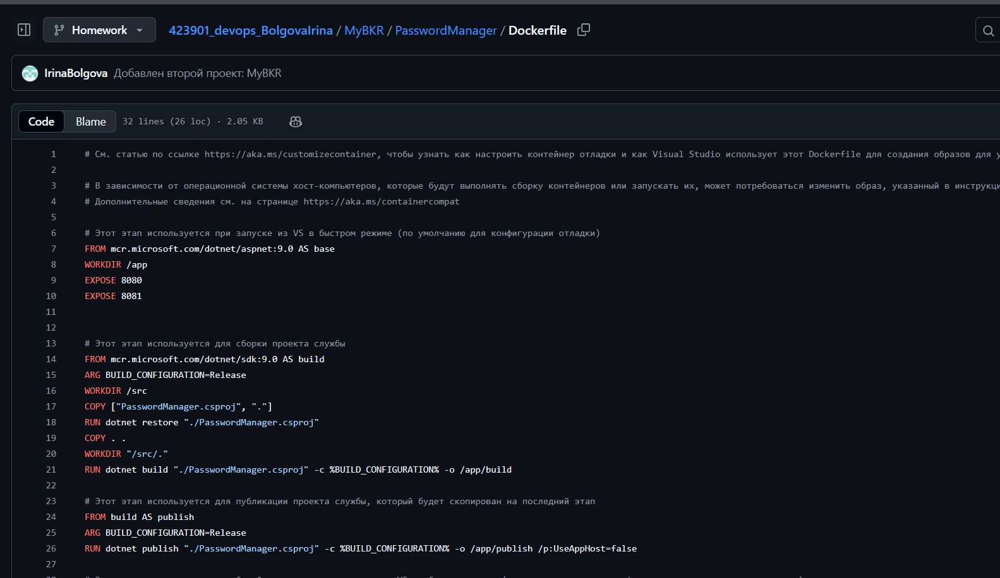 Homework
423901_devops_BolgovaIrina / MyBKR / PasswordManager / Dockerfile
IrinaBolgova Добавлен второй проект: MyBKR
Code Blame 32 lines (26 loc) · 2.05 KB
1 # См. статью по ссылке https://aka.ms/customizecontainer, чтобы узнать как настроить контейнер отладки и как Visual Studio использует этот Dockerfile для создания образов для
2
3 # В зависимости от операционной системы хост-компьютеров, которые будут выполнять сборку контейнеров или запускать их, может потребоваться изменить образ, указанный в
4 # Дополнительные сведения см. на странице https://aka.ms/containercompat
5
6 # Этот этап используется при запуске из VS в быстром режиме (по умолчанию для конфигурации отладки)
7 FROM mcr.microsoft.com/dotnet/aspnet:9.0 AS base
8 WORKDIR /app
9 EXPOSE 8080
10 EXPOSE 8081
11
12
13 # Этот этап используется для сборки проекта службы
14 FROM mcr.microsoft.com/dotnet/sdk:9.0 AS build
15 ARG BUILD_CONFIGURATION=Release
16 WORKDIR /src
17 COPY ["PasswordManager.csproj", "."]
18 RUN dotnet restore "./PasswordManager.csproj"
19 COPY . .
20 WORKDIR "/src/."
21 RUN dotnet build "./PasswordManager.csproj" -c %BUILD_CONFIGURATION% -o /app/build
22
23 # Этот этап используется для публикации проекта службы, который будет скопирован на последний этап
24 FROM build AS publish
25 ARG BUILD_CONFIGURATION=Release
26 RUN dotnet publish "./PasswordManager.csproj" -c %BUILD_CONFIGURATION% -o /app/publish /p:UseAppHost=false
27